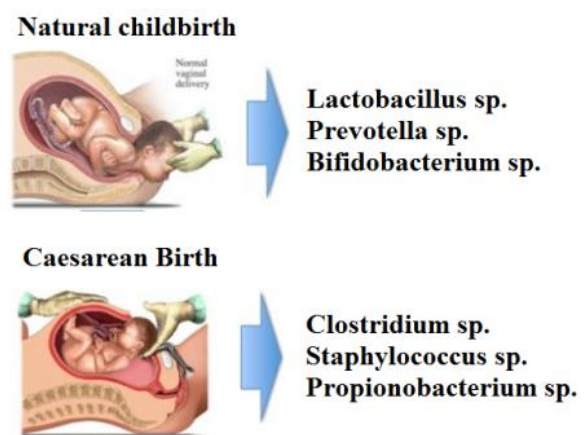 Natural childbirth
Normal
vaginal
delivery
Lactobacillus sp.
Prevotella sp.
Bifidobacterium sp.
Caesarean Birth
Clostridium sp.
Staphylococcus sp.
Propionobacterium sp.